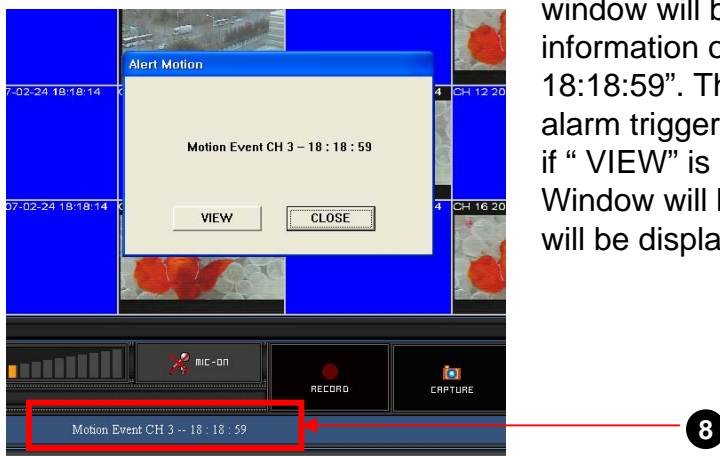 window will b
information o
18:18:59”. Th
alarm trigger
if “ VIEW” is
Window will
will be displa
Alert Motion
7-02-24 18:18:14
4 CH 12 20
Motion Event CH 3 – 18 : 18 : 59
07-02-24 18:18:14
4 CH 16 20
VIEW CLOSE
MIC-ON
RECORD
CAPTURE
Motion Event CH 3 -- 18 : 18 : 59
8